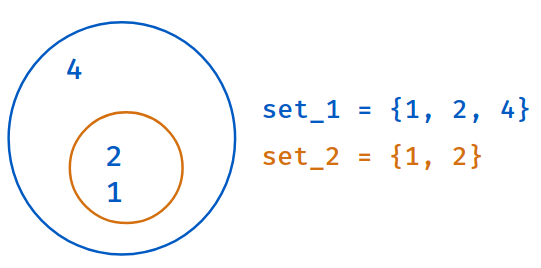 4
2
1
set_1 = {1, 2, 4}
set_2 = {1, 2}